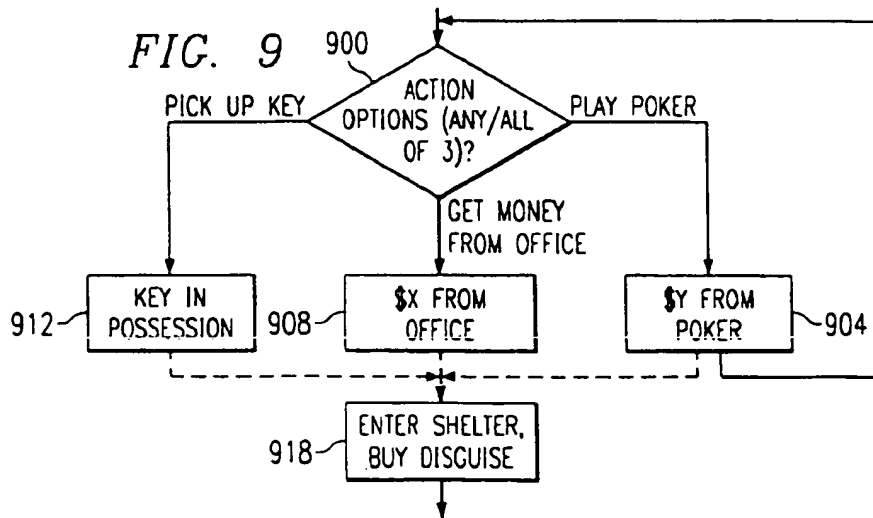 FIG. 9
900
ACTION
OPTIONS (ANY/ALL
OF 3)?
PICK UP KEY
PLAY POKER
GET MONEY
FROM OFFICE
912
KEY IN
POSSESSION
908
$X FROM
OFFICE
$Y FROM
POKER
904
918
ENTER SHELTER,
BUY DISGUISE